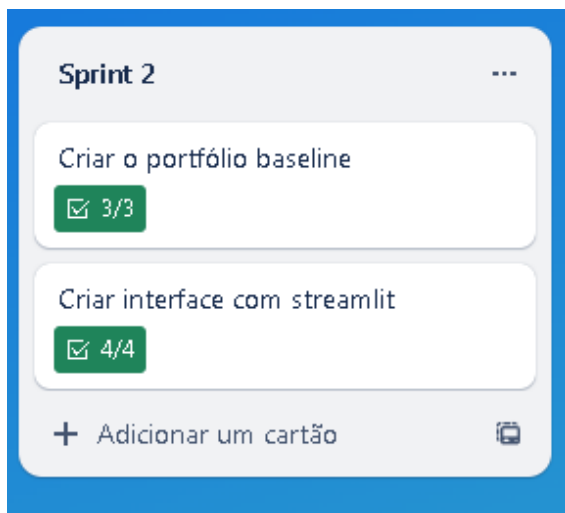 Sprint 2
Criar o portfólio baseline
3/3
Criar interface com streamlit
4/4
Adicionar um cartão